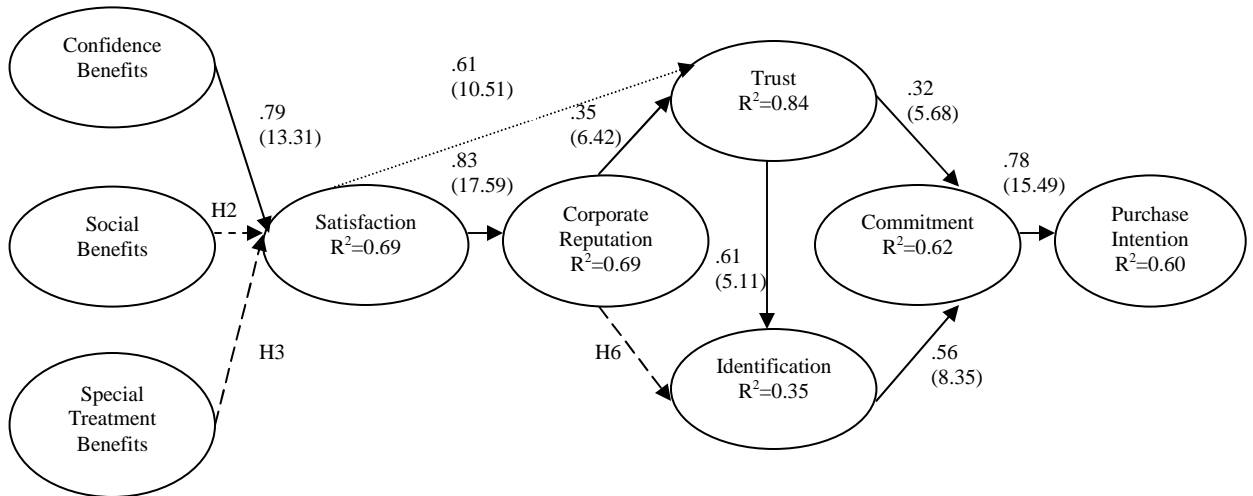 Confidence
Benefits
.79
(13.31)
Social
Benefits
H2
Special
Treatment
Benefits
H3
Satisfaction
R²=0.69
.61
(10.51)
.83
(17.59)
Corporate
Reputation
R²=0.69
.35
(6.42)
H6
Trust
R²=0.84
.61
(5.11)
Identification
R²=0.35
.32
(5.68)
.56
(8.35)
Commitment
R²=0.62
.78
(15.49)
Purchase
Intention
R²=0.60